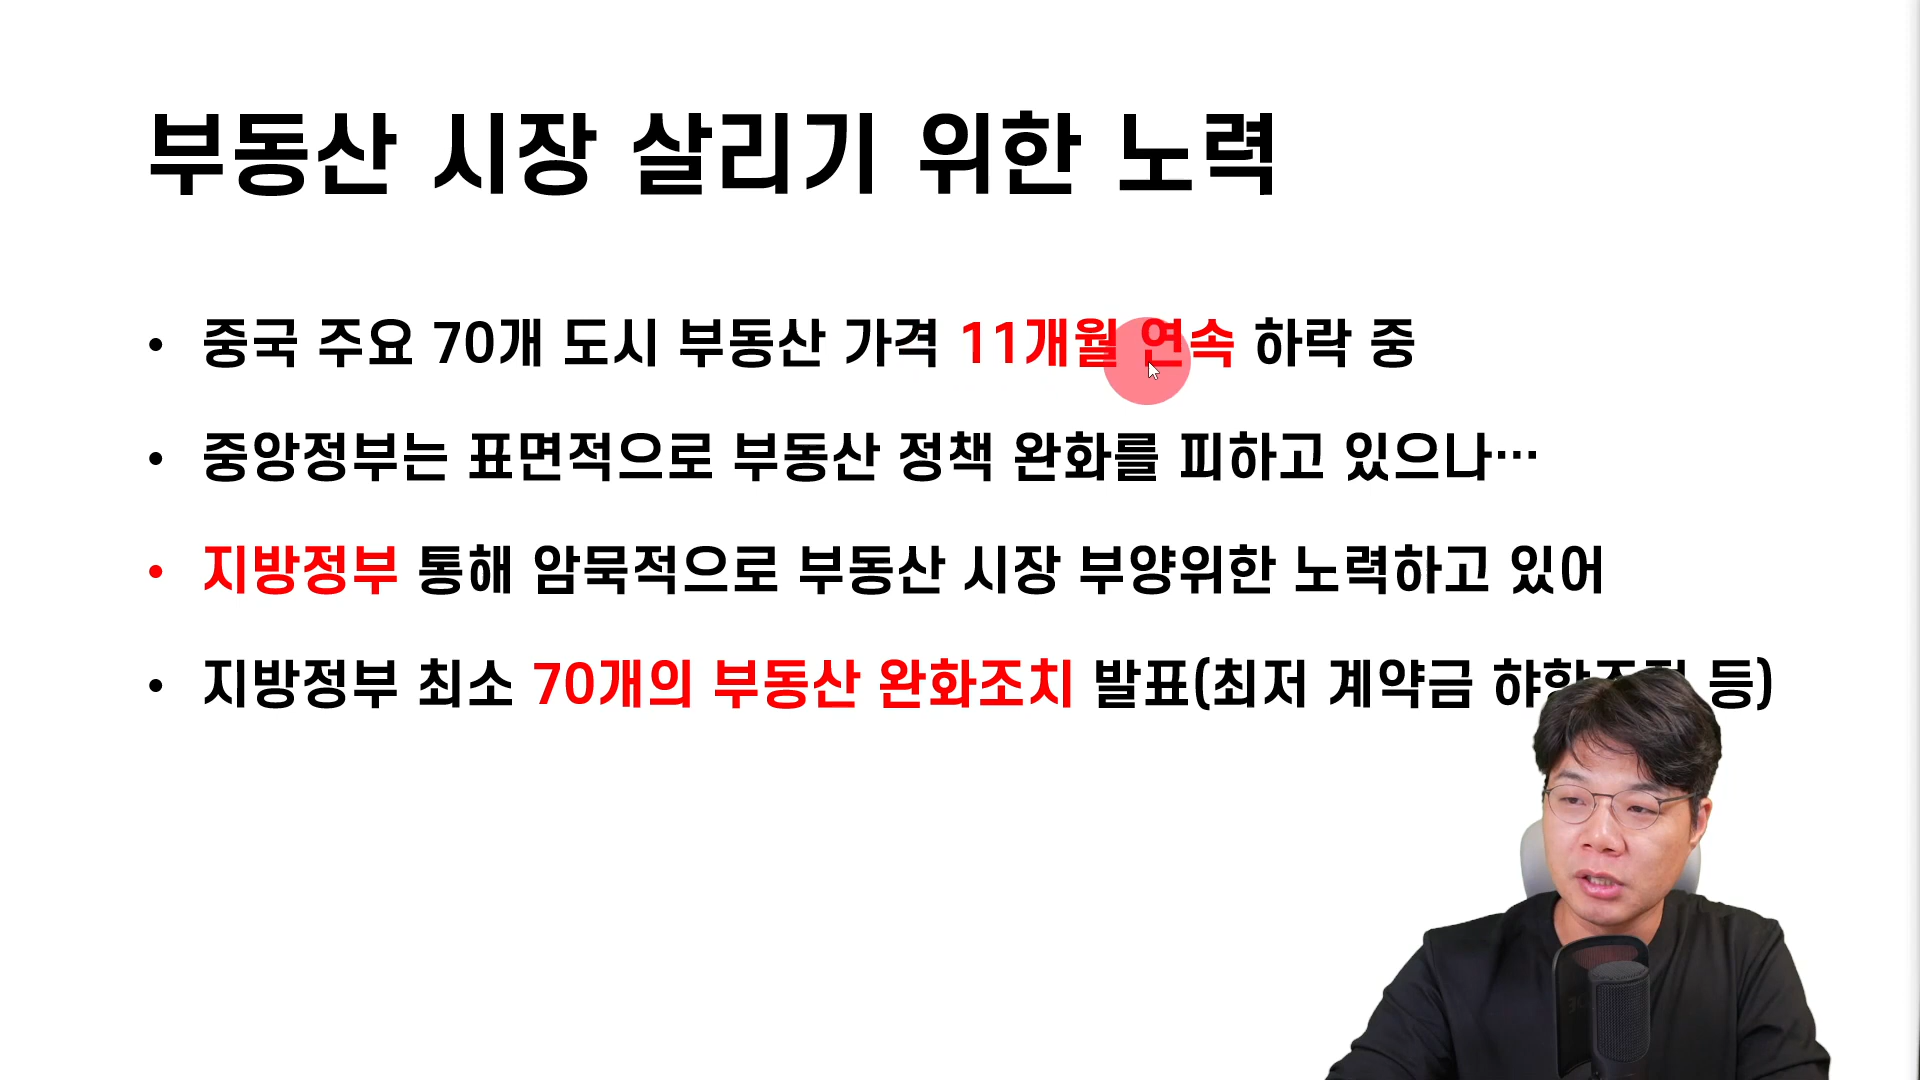 부동산 시장 살리기 위한 노력
• 중국 주요 70개 도시 부동산 가격 11개월 연속 하락 중
• 중앙정부는 표면적으로 부동산 정책 완화를 피하고 있으나…
• 지방정부 통해 암묵적으로 부동산 시장 부양위한 노력하고 있어
• 지방정부 최소 70개의 부동산 완화조치 발표(최저 계약금 등)